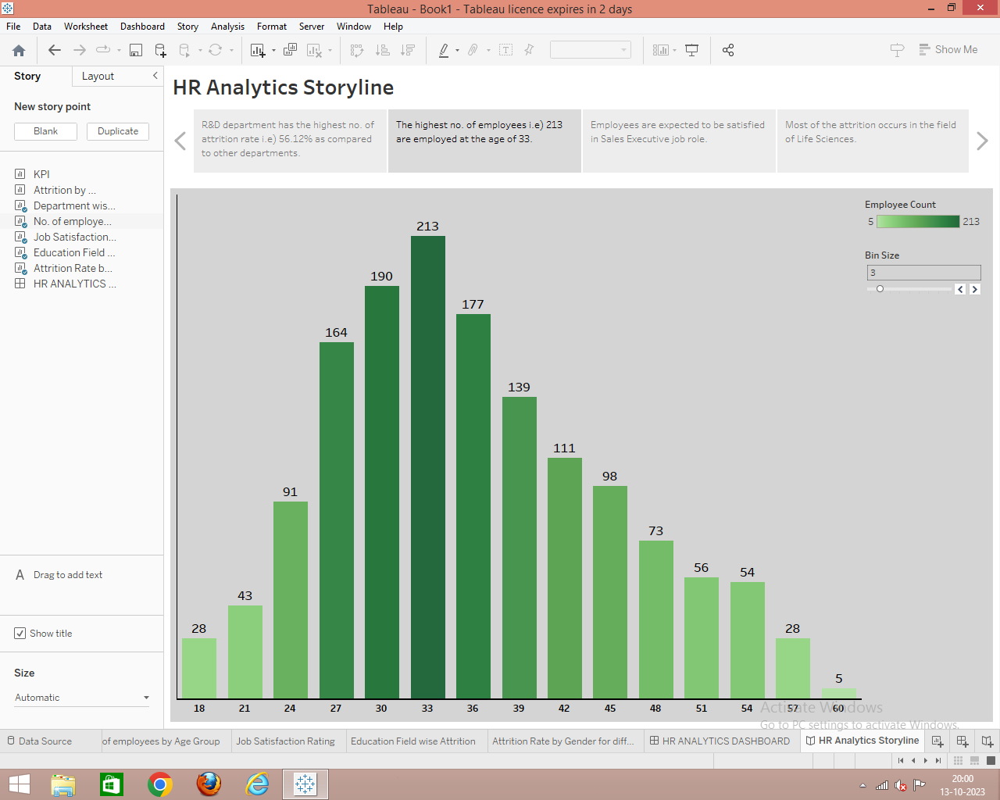 Tableau - Book1 - Tableau licence expires in 2 days
File Data Worksheet Dashboard Story Analysis Format Server Window Help
Show Me
Story Layout
New story point
Blank Duplicate
KPI
Attrition by ...
Department wis...
No. of employe...
Job Satisfaction...
Education Field ...
Attrition Rate b...
HR ANALYTICS ...
A Drag to add text
Show title
Size
Automatic
HR Analytics Storyline
R&D department has the highest no. of
attrition rate i.e) 56.12% as compared
to other departments.
The highest no. of employees i.e) 213
are employed at the age of 33.
Employees are expected to be satisfied
in Sales Executive job role.
Most of the attrition occurs in the field
of Life Sciences.
Employee Count
5 213
Bin Size
3
28 43 91 164 190 213 177 139 111 98 73 56 54 28 5
18 21 24 27 30 33 36 39 42 45 48 51 54 57 60
Activate Windows
Go to PC settings to activate Windows.
Data Source of employees by Age Group Job Satisfaction Rating Education Field wise Attrition Attrition Rate by Gender for diff... HR ANALYTICS DASHBOARD HR Analytics Storyline
20:00
13-10-2023